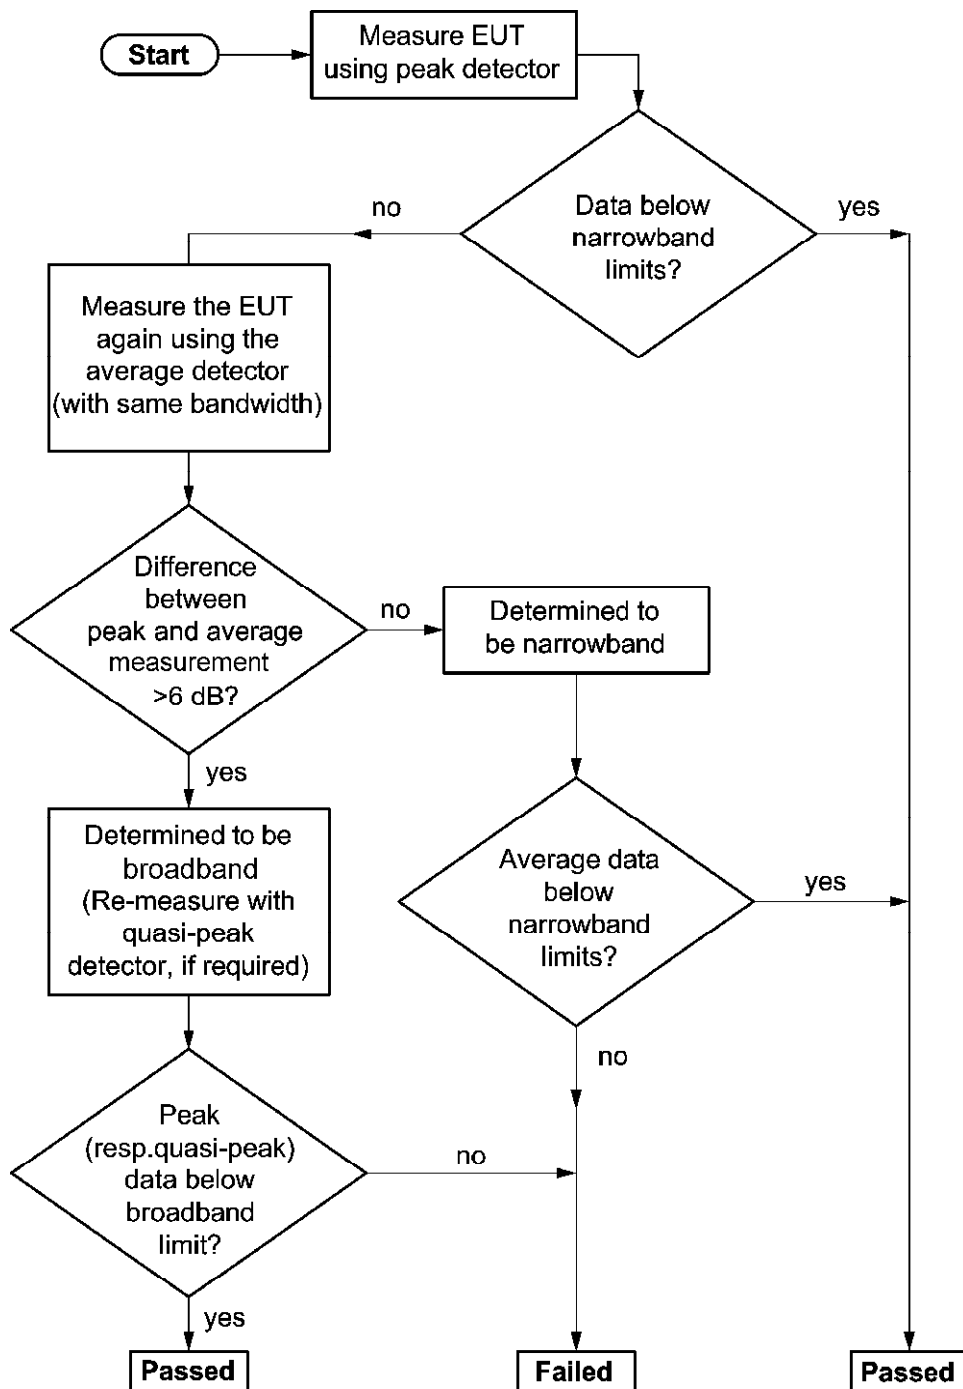 Start
Measure EUT
using peak detector
no
Data below
narrowband
limits?
yes
Measure the EUT
again using the
average detector
(with same bandwidth)
Difference
between
peak and average
measurement
>6 dB?
no
Determined to
be narrowband
yes
Determined to be
broadband
(Re-measure with
quasi-peak
detector, if required)
Average data
below
narrowband
limits?
yes
no
Peak
(resp.quasi-peak)
data below
broadband
limit?
no
yes
Passed
Failed
Passed